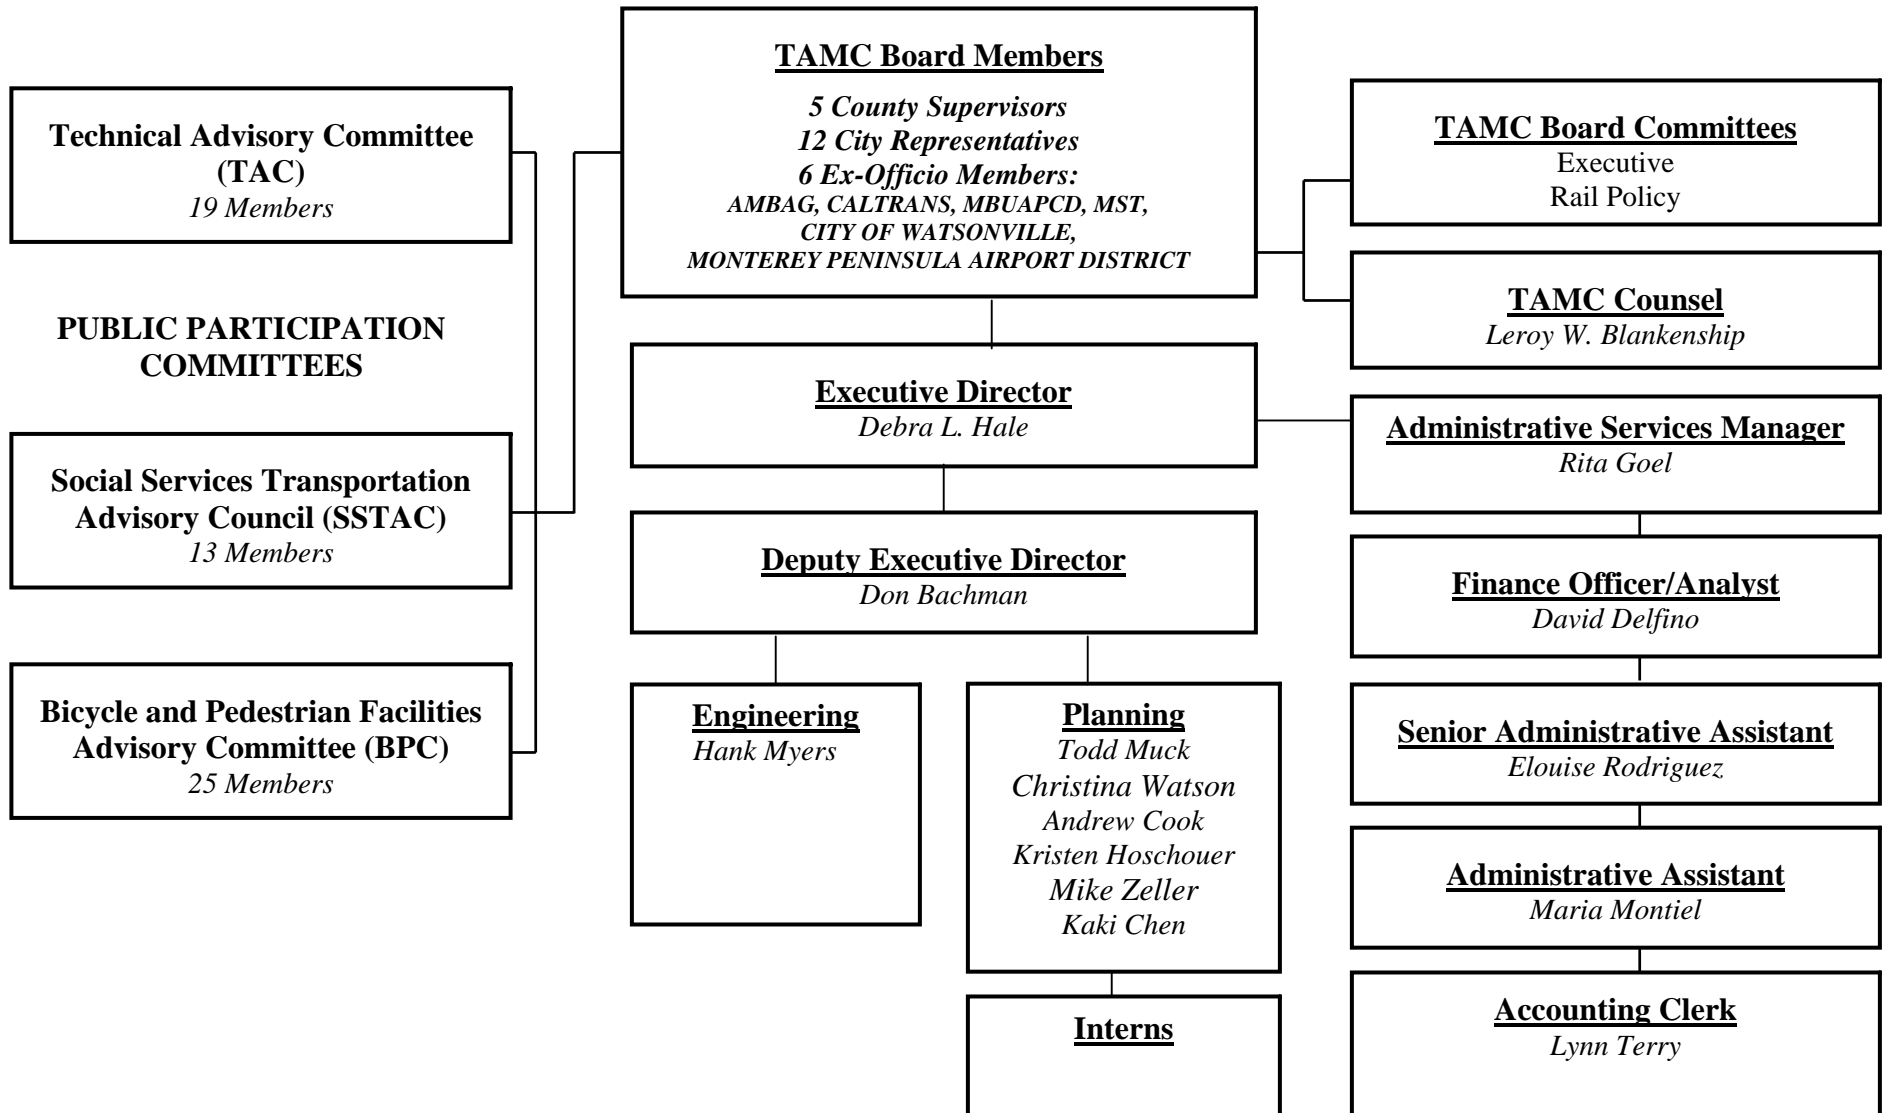 Technical Advisory Committee
(TAC)
19 Members
PUBLIC PARTICIPATION
COMMITTEES
Social Services Transportation
Advisory Council (SSTAC)
13 Members
Bicycle and Pedestrian Facilities
Advisory Committee (BPC)
25 Members
TAMC Board Members
5 County Supervisors
12 City Representatives
6 Ex-Officio Members:
AMBAG, CALTRANS, MBUAPCD, MST,
CITY OF WATSONVILLE,
MONTEREY PENINSULA AIRPORT DISTRICT
Executive Director
Debra L. Hale
Deputy Executive Director
Don Bachman
Engineering
Hank Myers
Planning
Todd Muck
Christina Watson
Andrew Cook
Kristen Hoschouer
Mike Zeller
Kaki Chen
Interns
TAMC Board Committees
Executive
Rail Policy
TAMC Counsel
Leroy W. Blankenship
Administrative Services Manager
Rita Goel
Finance Officer/Analyst
David Delfino
Senior Administrative Assistant
Elouise Rodriguez
Administrative Assistant
Maria Montiel
Accounting Clerk
Lynn Terry